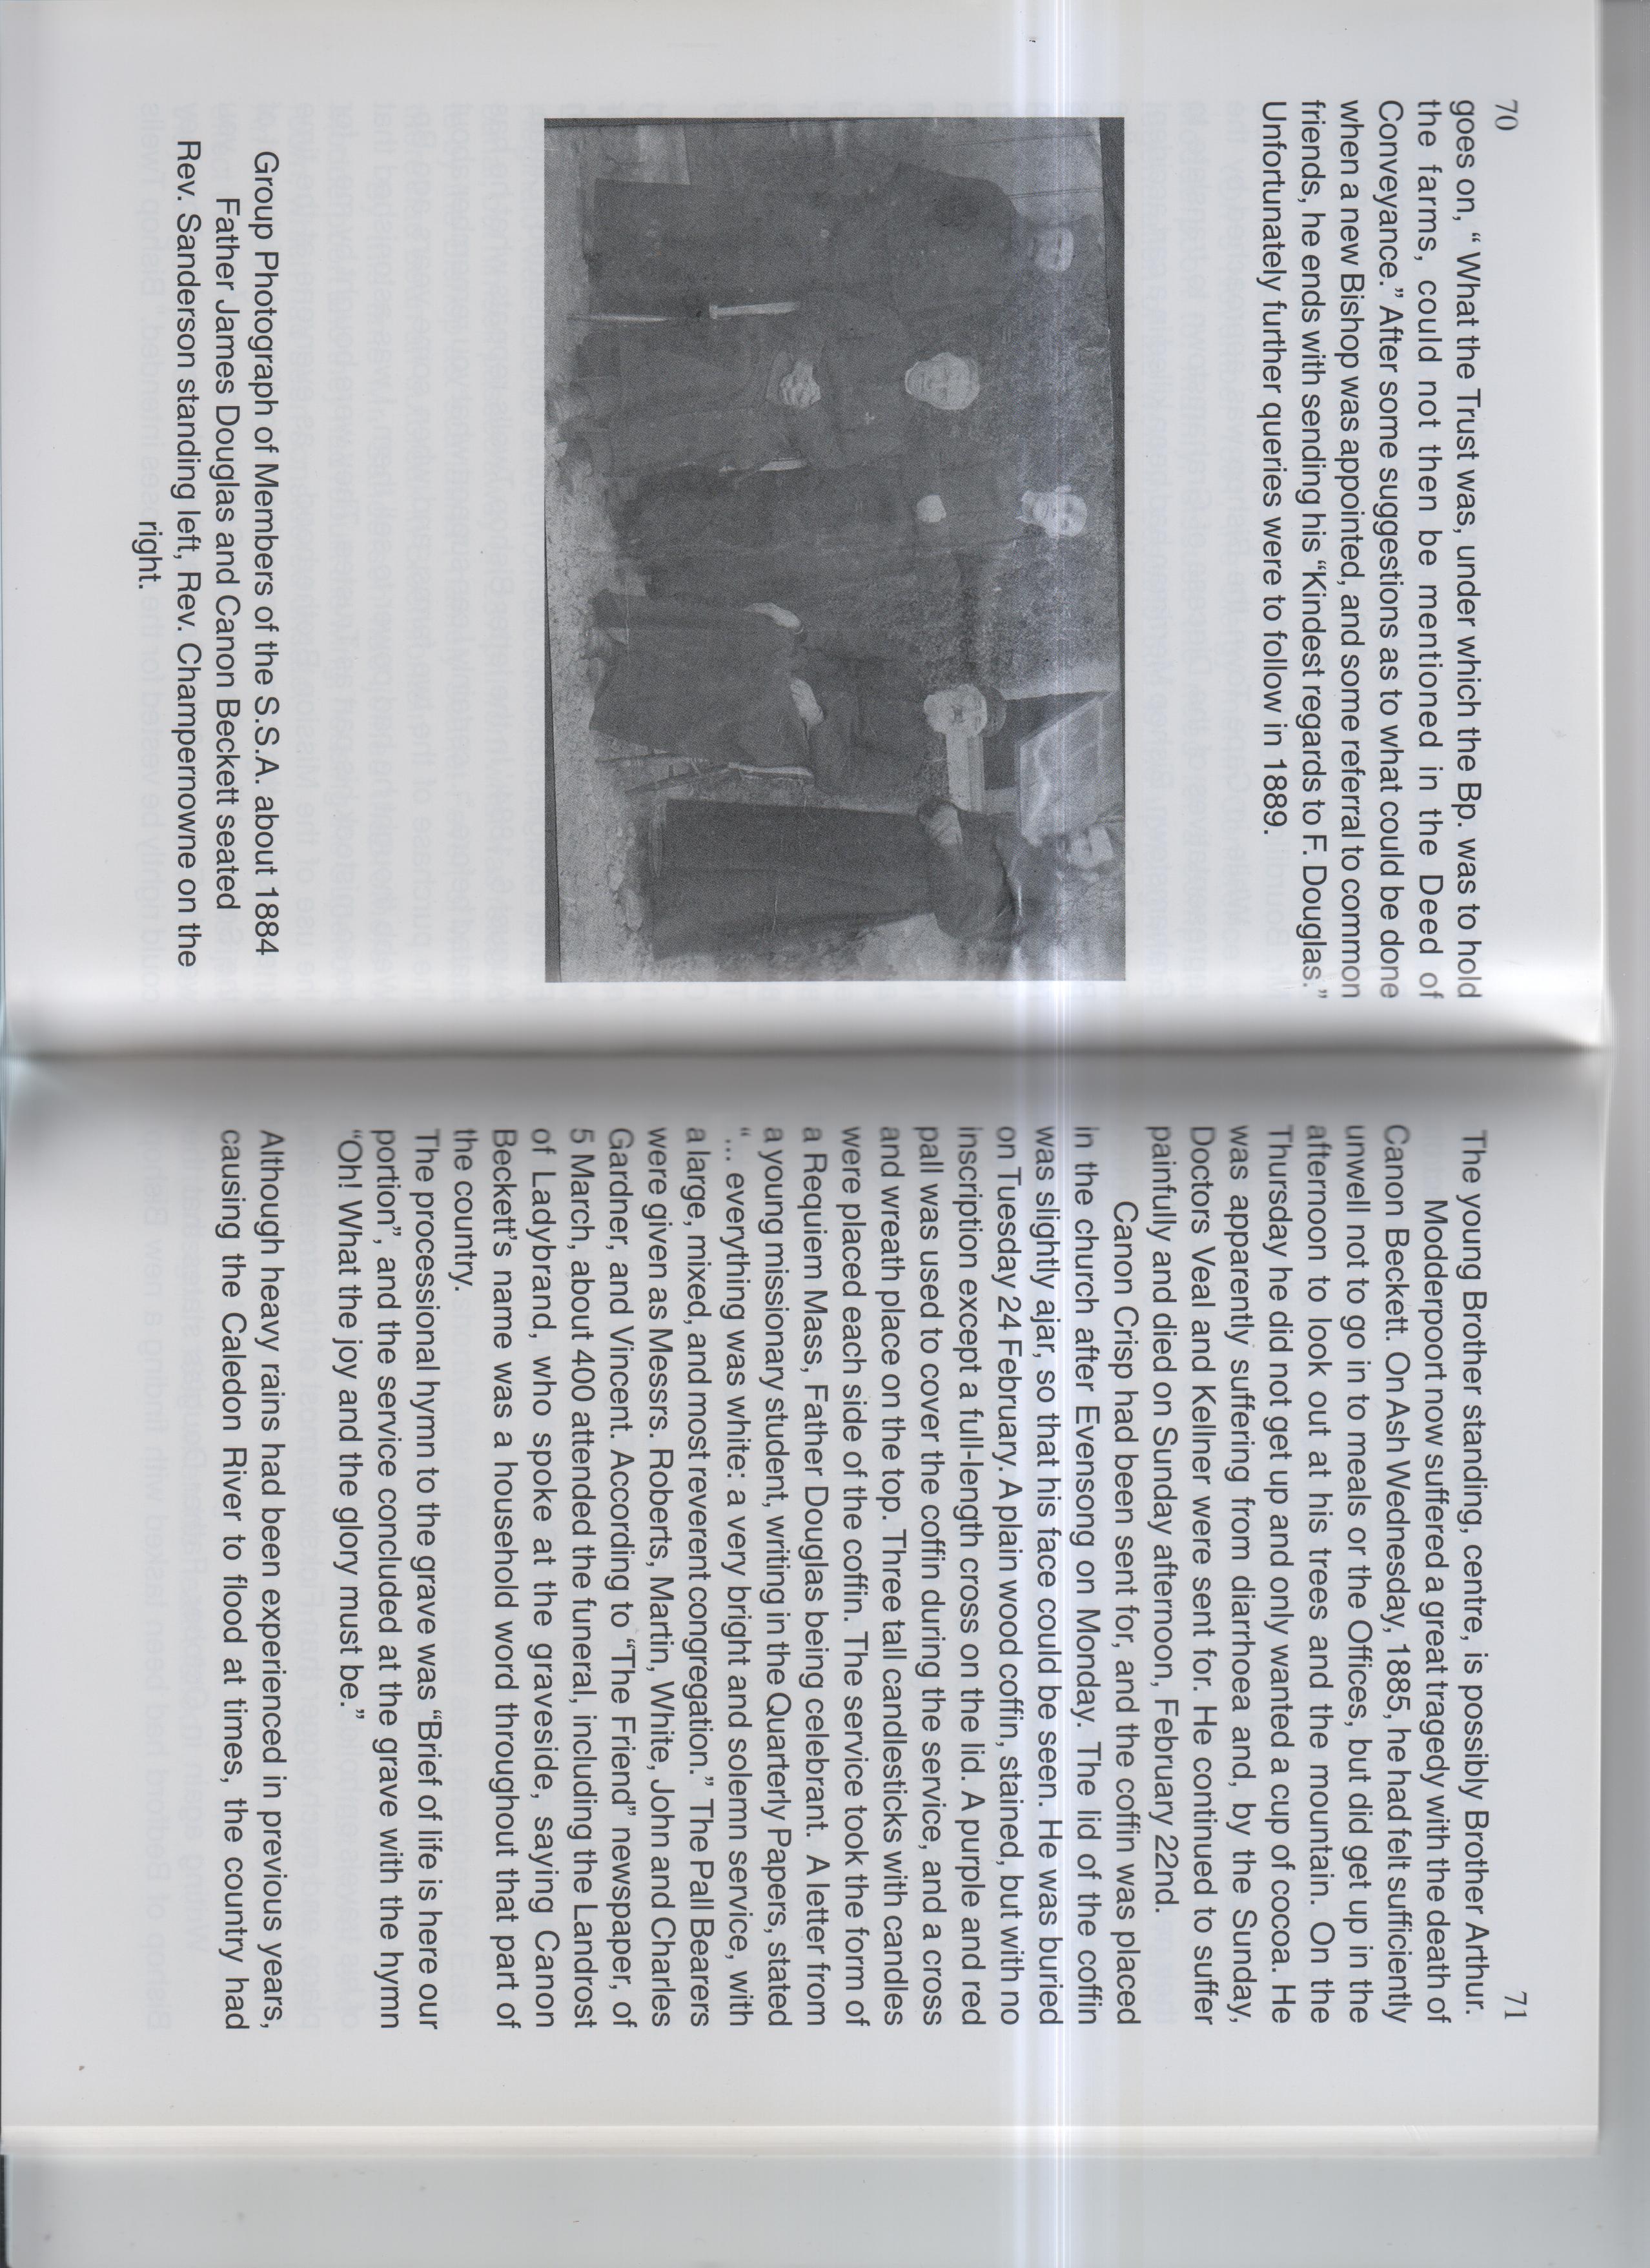 70
goes on, “ What the Trust was, under which the Bp. was to hold
the farms, could not then be mentioned in the Deed of
Conveyance.” After some suggestions as to what could be done
when a new Bishop was appointed, and some referral to common
friends, he ends with sending his “Kindest regards to F. Douglas.”
Unfortunately further queries were to follow in 1889.
Group Photograph of Members of the S.S.A. about 1884
Father James Douglas and Canon Beckett seated
Rev. Sanderson standing left, Rev. Champernowne on the
right.
71
The young Brother standing, centre, is possibly Brother Arthur.
Modderpoort now suffered a great tragedy with the death of
Canon Beckett. On Ash Wednesday, 1885, he had felt sufficiently
unwell not to go in to meals or the Offices, but did get up in the
afternoon to look out at his trees and the mountain. On the
Thursday he did not get up and only wanted a cup of cocoa. He
was apparently suffering from diarrhoea and, by the Sunday,
Doctors Veal and Kellner were sent for. He continued to suffer
painfully and died on Sunday afternoon, February 22nd.
Canon Crisp had been sent for, and the coffin was placed
in the church after Evensong on Monday. The lid of the coffin
was slightly ajar, so that his face could be seen. He was buried
on Tuesday 24 February. A plain wood coffin, stained, but with no
inscription except a full-length cross on the lid. A purple and red
pall was used to cover the coffin during the service, and a cross
and wreath place on the top. Three tall candlesticks with candles
were placed each side of the coffin. The service took the form of
a Requiem Mass, Father Douglas being celebrant. A letter from
a young missionary student, writing in the Quarterly Papers, stated
“ ... everything was white: a very bright and solemn service, with
a large, mixed, and most reverent congregation.” The Pall Bearers
were given as Messrs. Roberts, Martin, White, John and Charles
Gardner, and Vincent. According to “The Friend” newspaper, of
5 March, about 400 attended the funeral, including the Landrost
of Ladybrand, who spoke at the graveside, saying Canon
Beckett’s name was a household word throughout that part of
the country.
The processional hymn to the grave was “Brief of life is here our
portion”, and the service concluded at the grave with the hymn
“Oh! What the joy and the glory must be.”
Although heavy rains had been experienced in previous years,
causing the Caledon River to flood at times, the country had